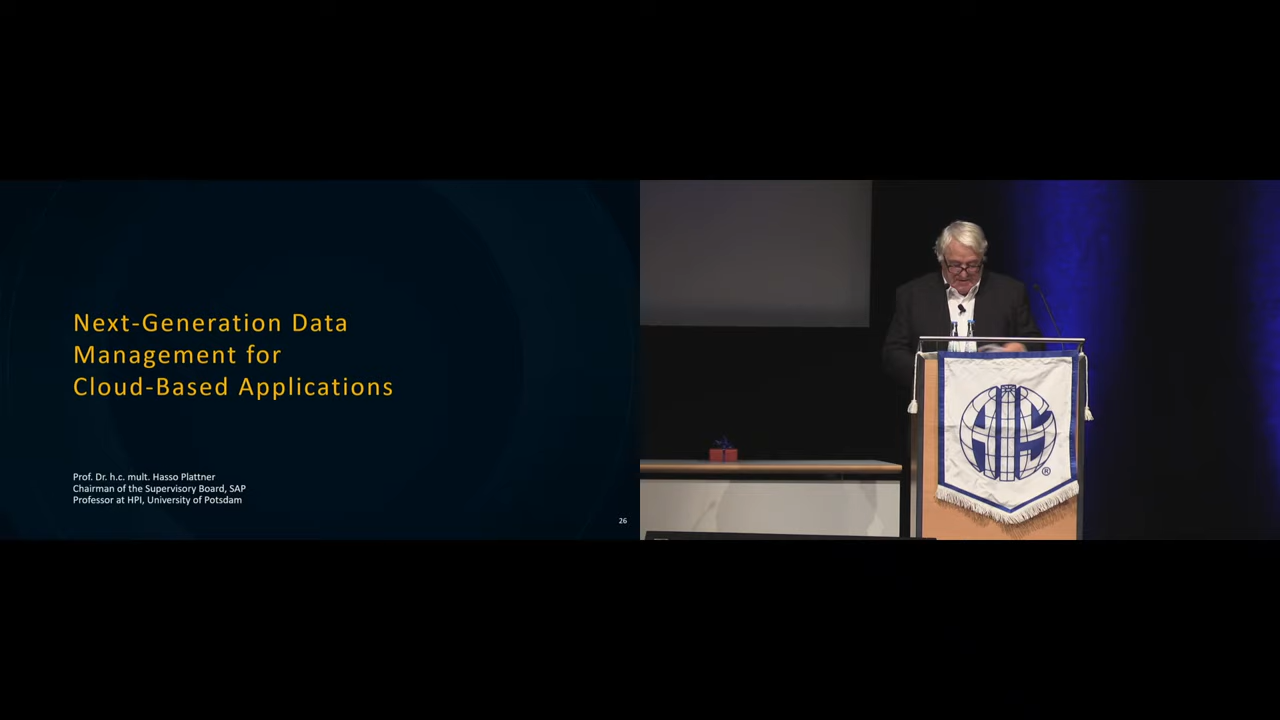 Next-Generation Data
Management for
Cloud-Based Applications
Prof. Dr. h.c. mult. Hasso Plattner
Chairman of the Supervisory Board, SAP
Professor at HPI, University of Potsdam
26
HIS
®